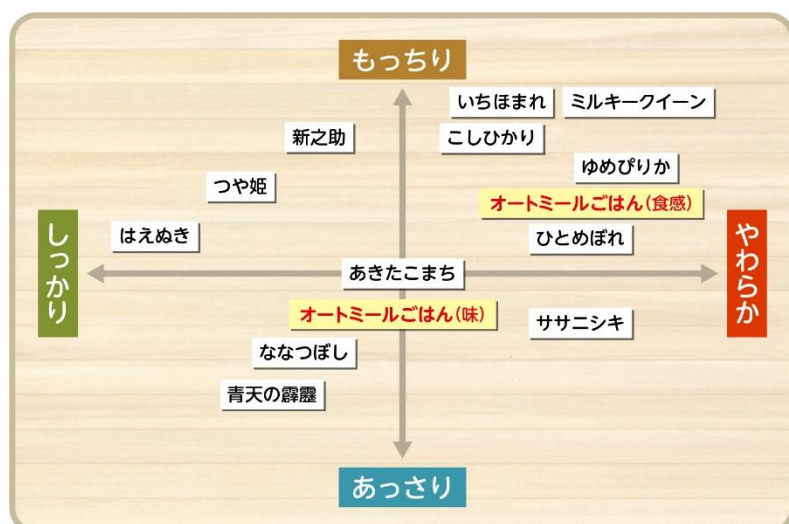 もっちり
いちほまれ
ミルキークイーン
新之助
こしひかり
ゆめぴりか
つや姫
オートミールごはん(食感)
はえぬき
ひとめぼれ
しっかり
やわらか
あきたこまち
オートミールごはん(味)
ササニシキ
ななつぼし
青天の霹靂
あっさり